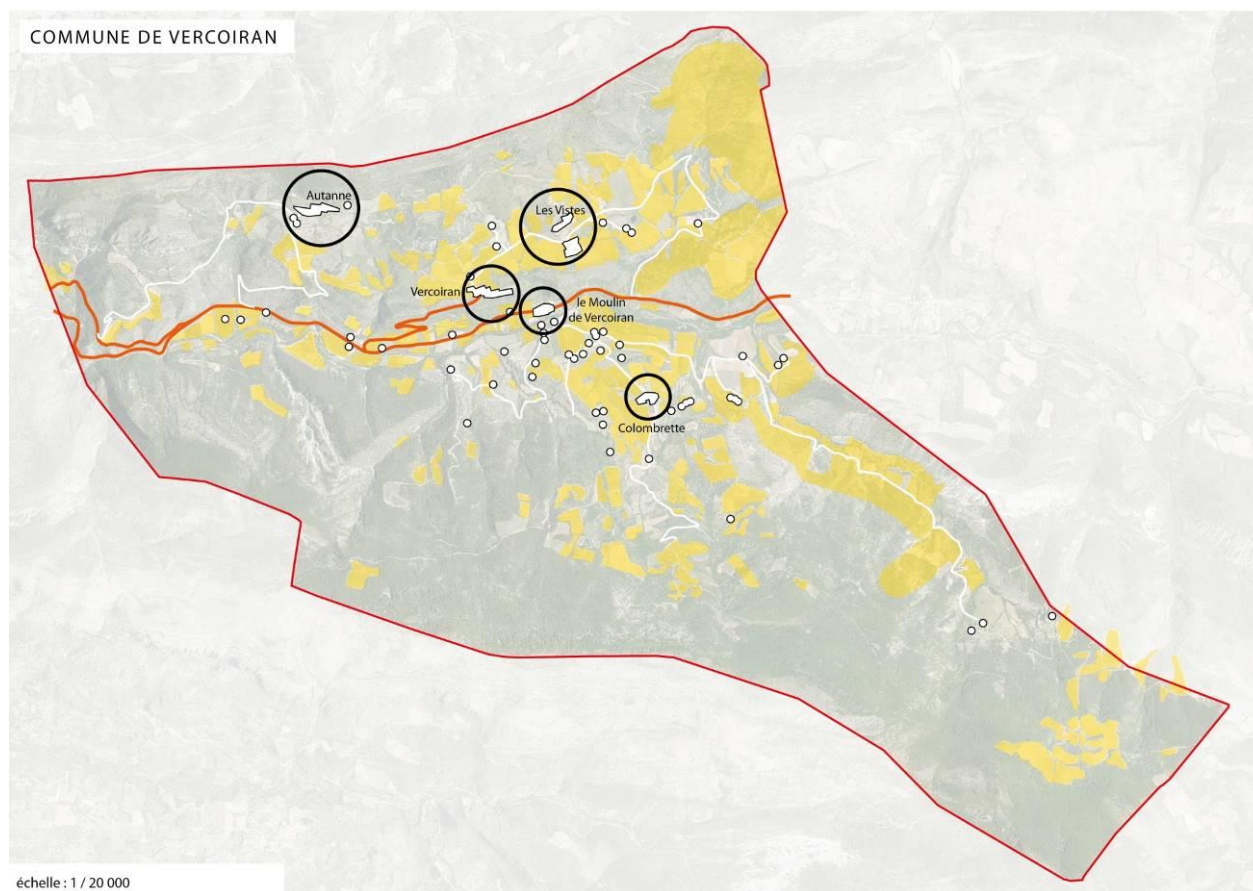 COMMUNE DE VERCOIRAN
Autanne
Les Vistes
Vercoiran
le Moulin
de Vercoiran
Colombrette
échelle : 1 / 20 000